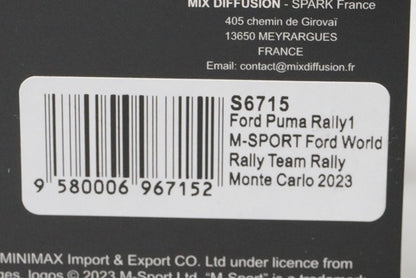 MIX DIFFUSION - SPARK France
405 chemin de Girovaï
13650 MEYRARGUES
FRANCE
Email: contact@mixdiffusion.fr
S6715
Ford Puma Rally1
M-SPORT Ford World
Rally Team Rally
Monte Carlo 2023
9 580006 967152
MINIMAX Import & Export CO. Ltd under licence from
logos © 2023 M-Sport Ltd. "M-Sport" is a trademark